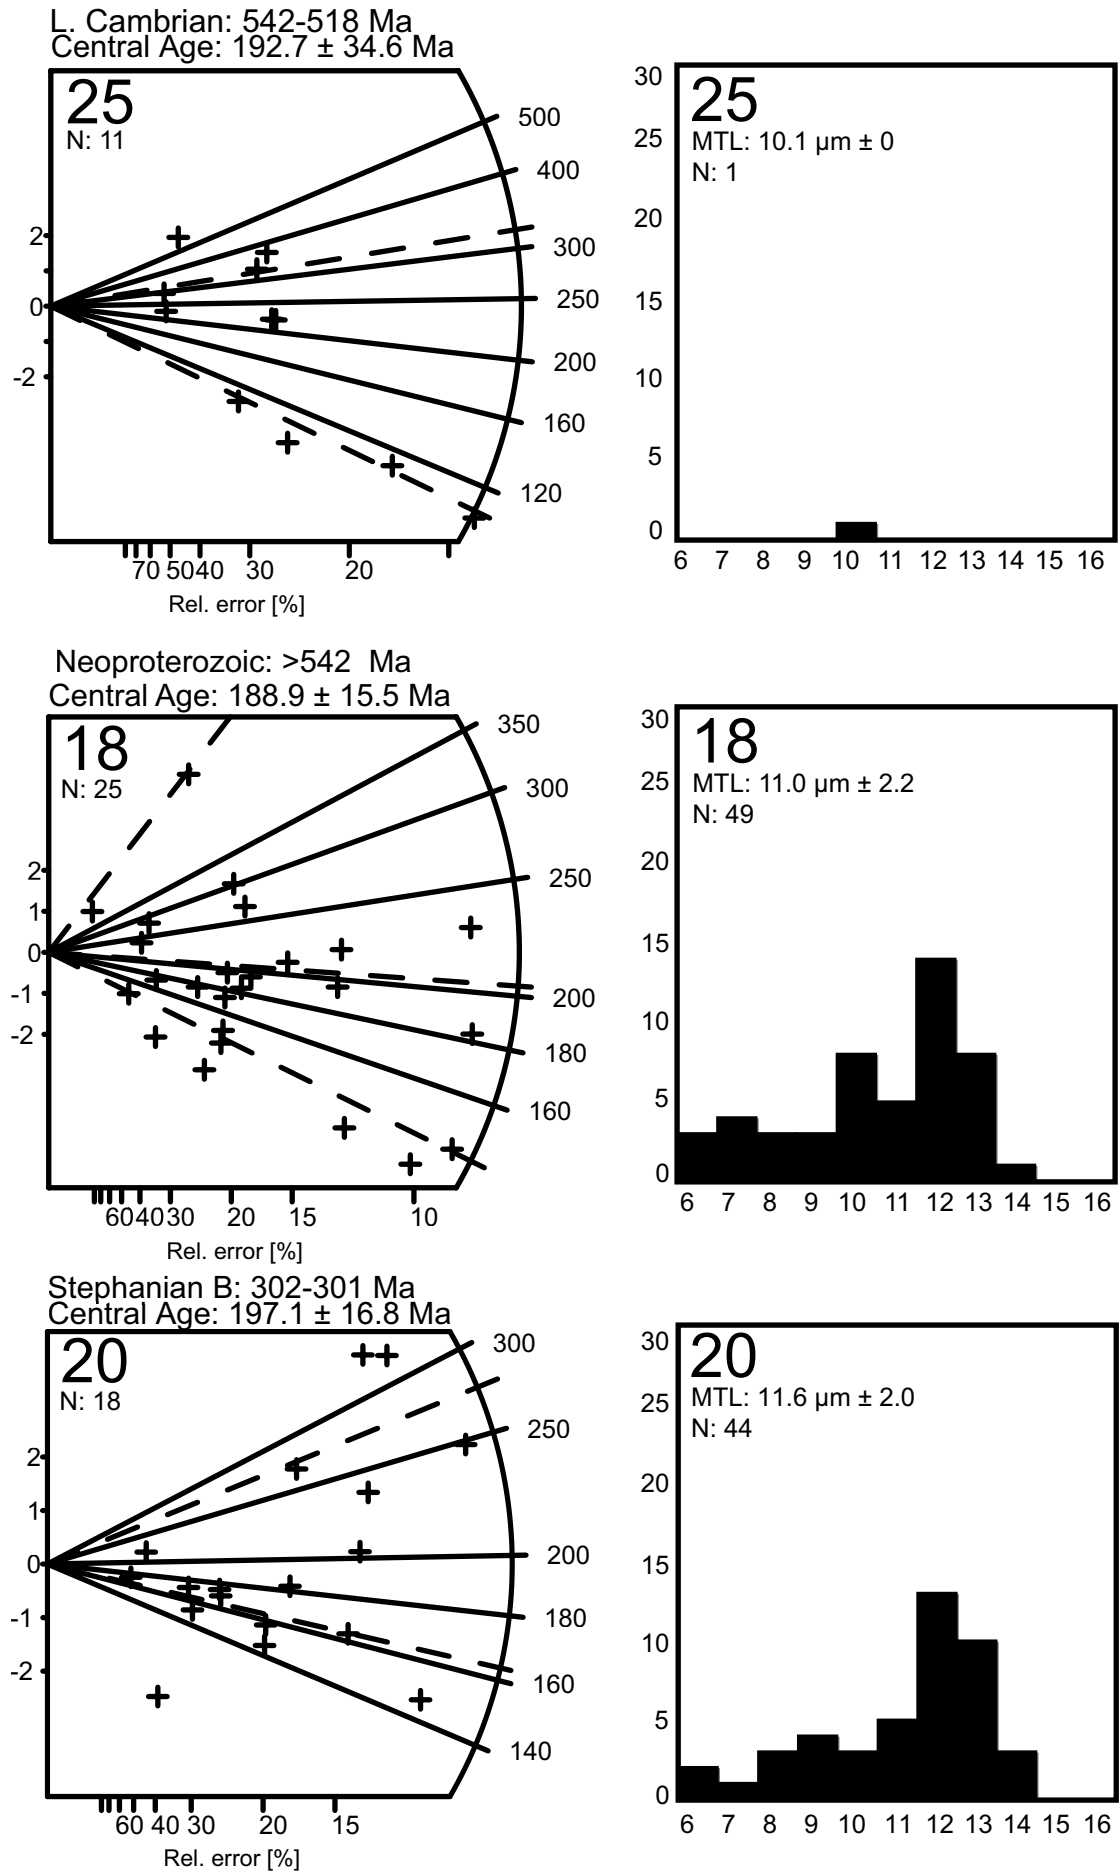 L. Cambrian: 542-518 Ma
Central Age: 192.7 ± 34.6 Ma
25
N: 11
500
400
300
250
200
160
120
2
0
-2
70 50 40 30 20
Rel. error [%]
25
MTL: 10.1 µm ± 0
N: 1
30
25
20
15
10
5
0
6 7 8 9 10 11 12 13 14 15 16
Neoproterozoic: >542 Ma
Central Age: 188.9 ± 15.5 Ma
18
N: 25
350
300
250
200
180
160
2
1
0
-1
-2
60 40 30 20 15 10
Rel. error [%]
18
MTL: 11.0 µm ± 2.2
N: 49
30
25
20
15
10
5
0
6 7 8 9 10 11 12 13 14 15 16
Stephanian B: 302-301 Ma
Central Age: 197.1 ± 16.8 Ma
20
N: 18
300
250
200
180
160
140
2
1
0
-1
-2
60 40 30 20 15
Rel. error [%]
20
MTL: 11.6 µm ± 2.0
N: 44
30
25
20
15
10
5
0
6 7 8 9 10 11 12 13 14 15 16